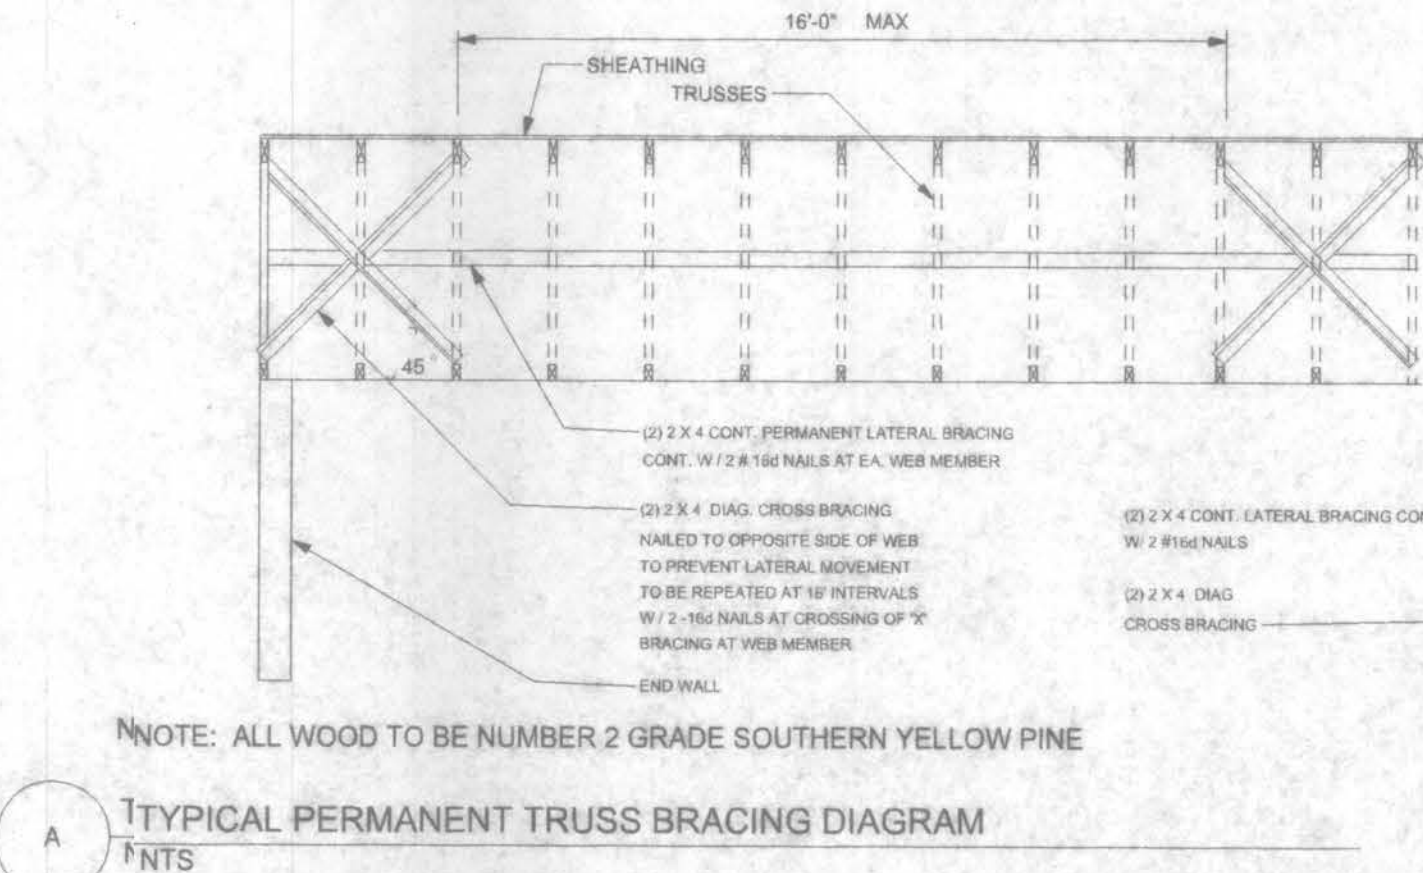 16'-0" MAX
SHEATHING
TRUSSES
45°
(2) 2 X 4 CONT. PERMANENT LATERAL BRACING
CONT. W / 2 # 16d NAILS AT EA. WEB MEMBER
(2) 2 X 4 DIAG. CROSS BRACING
NAILED TO OPPOSITE SIDE OF WEB
TO PREVENT LATERAL MOVEMENT
TO BE REPEATED AT 16' INTERVALS
W / 2 -16d NAILS AT CROSSING OF "X"
BRACING AT WEB MEMBER
END WALL
(2) 2 X 4 CONT. LATERAL BRACING CO
W/ 2 #16d NAILS
(2) 2 X 4 DIAG
CROSS BRACING
NNOTE: ALL WOOD TO BE NUMBER 2 GRADE SOUTHERN YELLOW PINE
A
TTYPICAL PERMANENT TRUSS BRACING DIAGRAM
NNTS